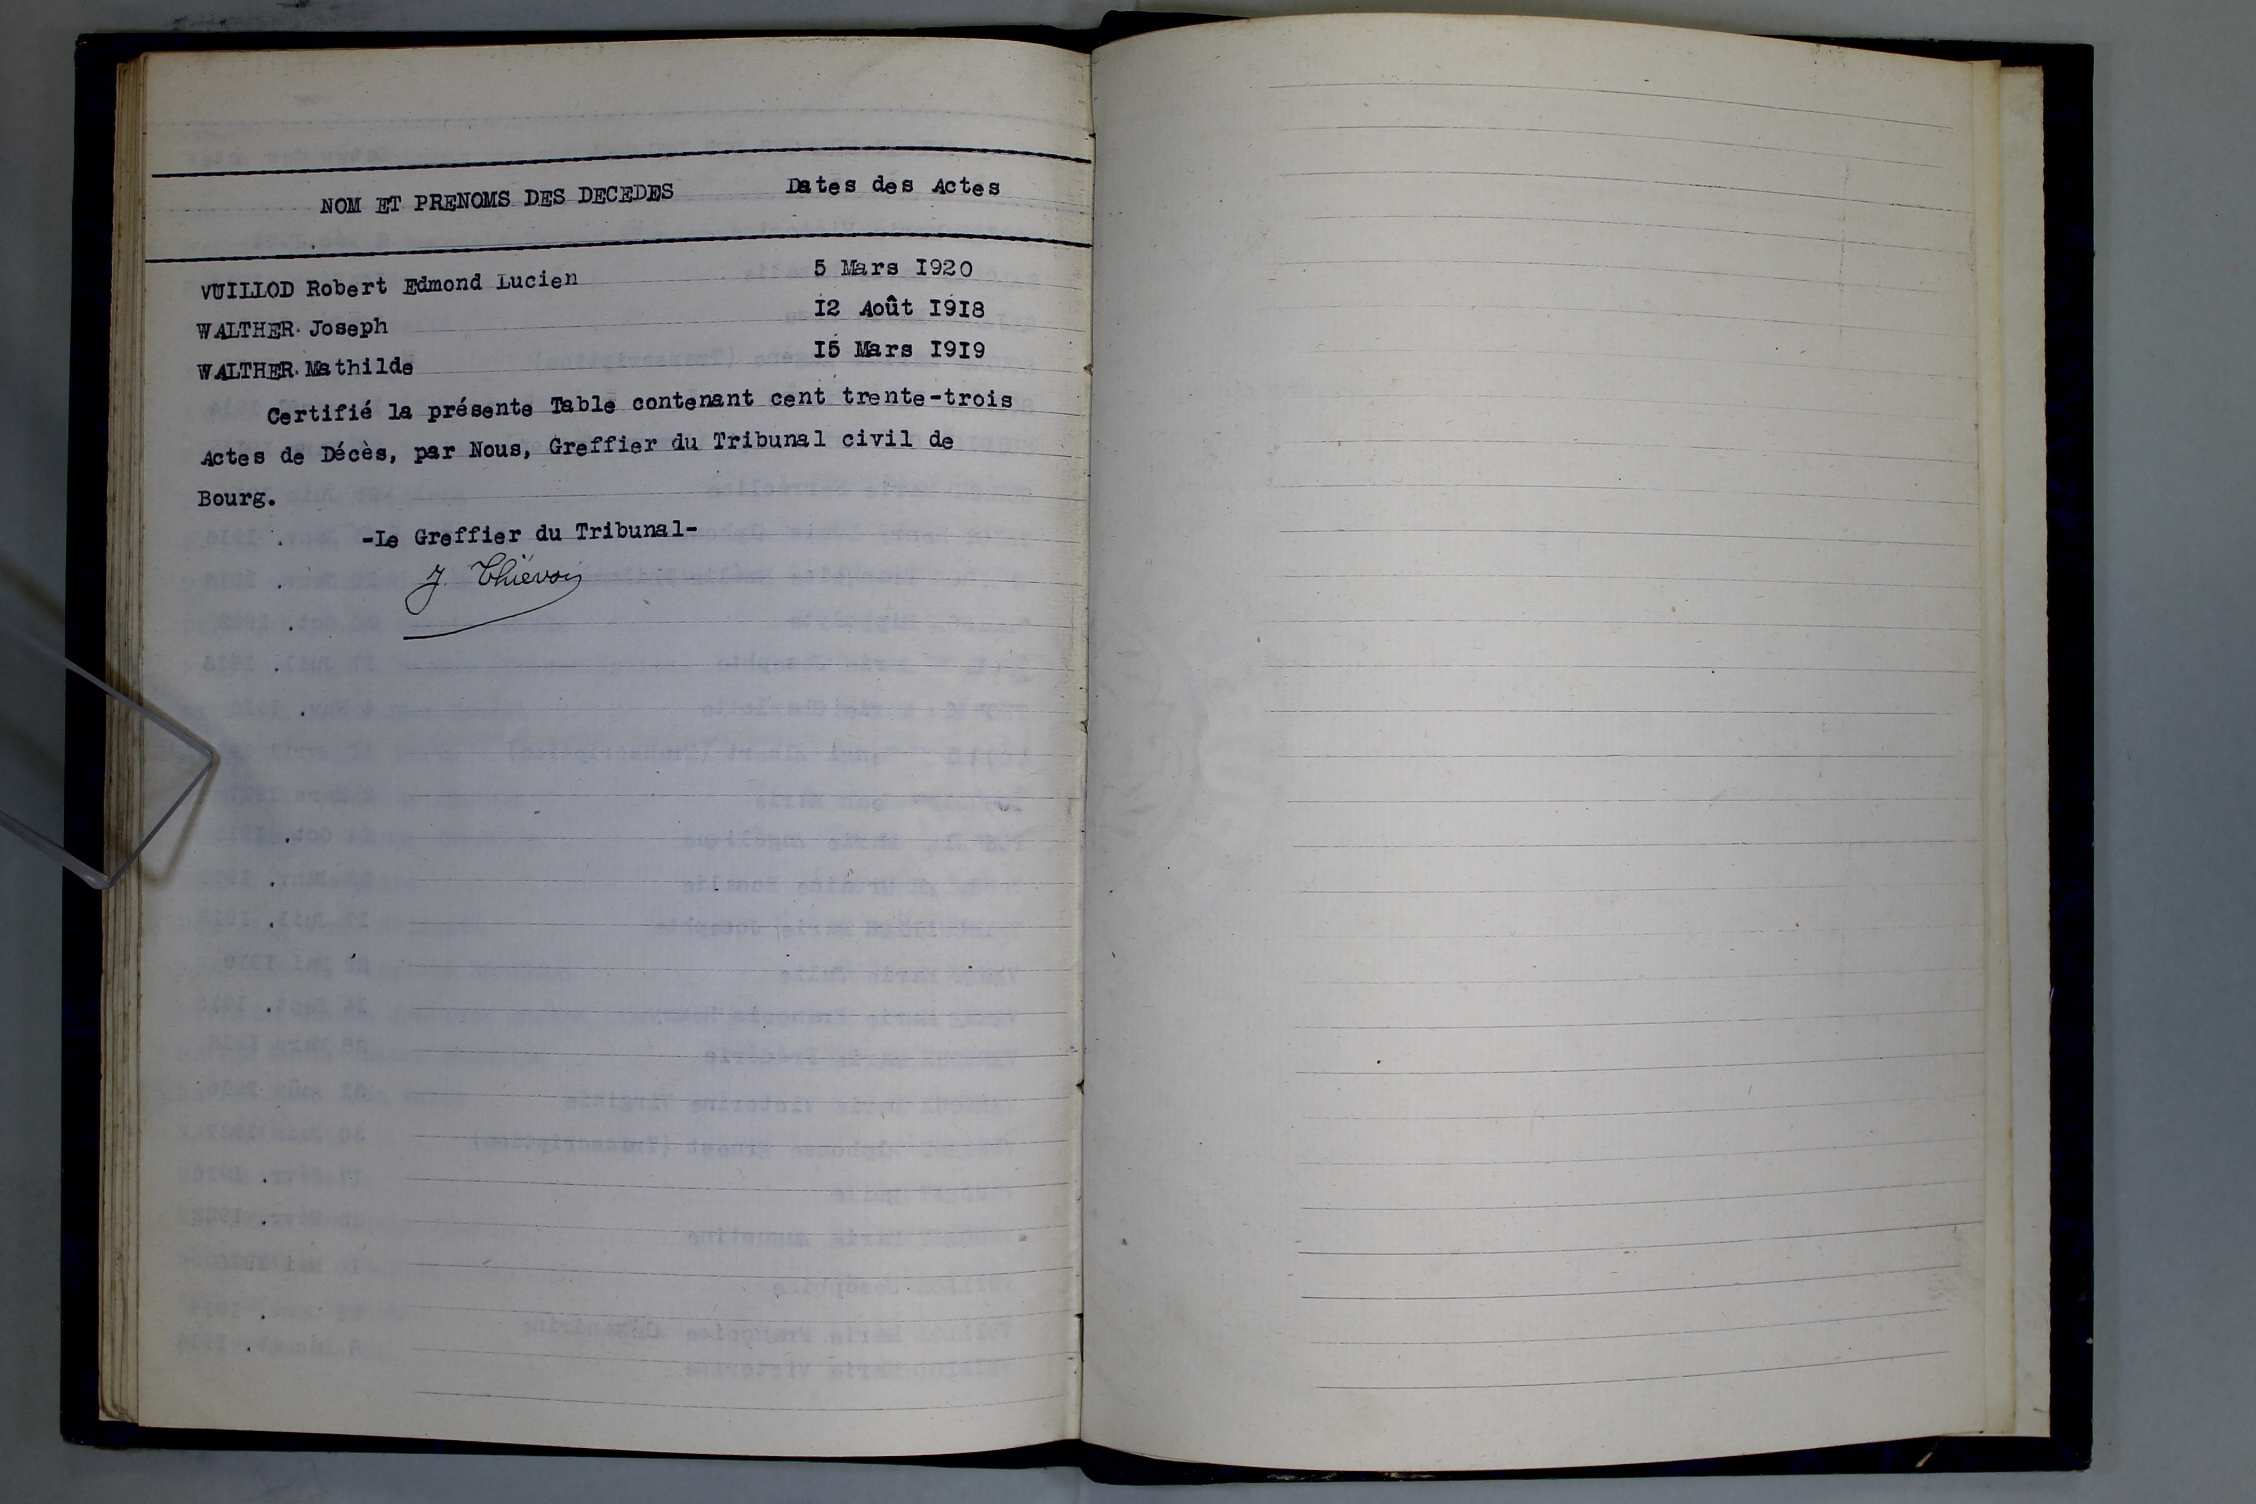 NOM ET PRENOMS DES DECEDES Dates des Actes
VUILLOD Robert Edmond Lucien 5 Mars 1920
WALTHER Joseph 12 Août 1918
WALTHER Mathilde 15 Mars 1919
Certifié la présente Table contenant cent trente-trois
Actes de Décès, par Nous, Greffier du Tribunal civil de
Bourg.
-Le Greffier du Tribunal-